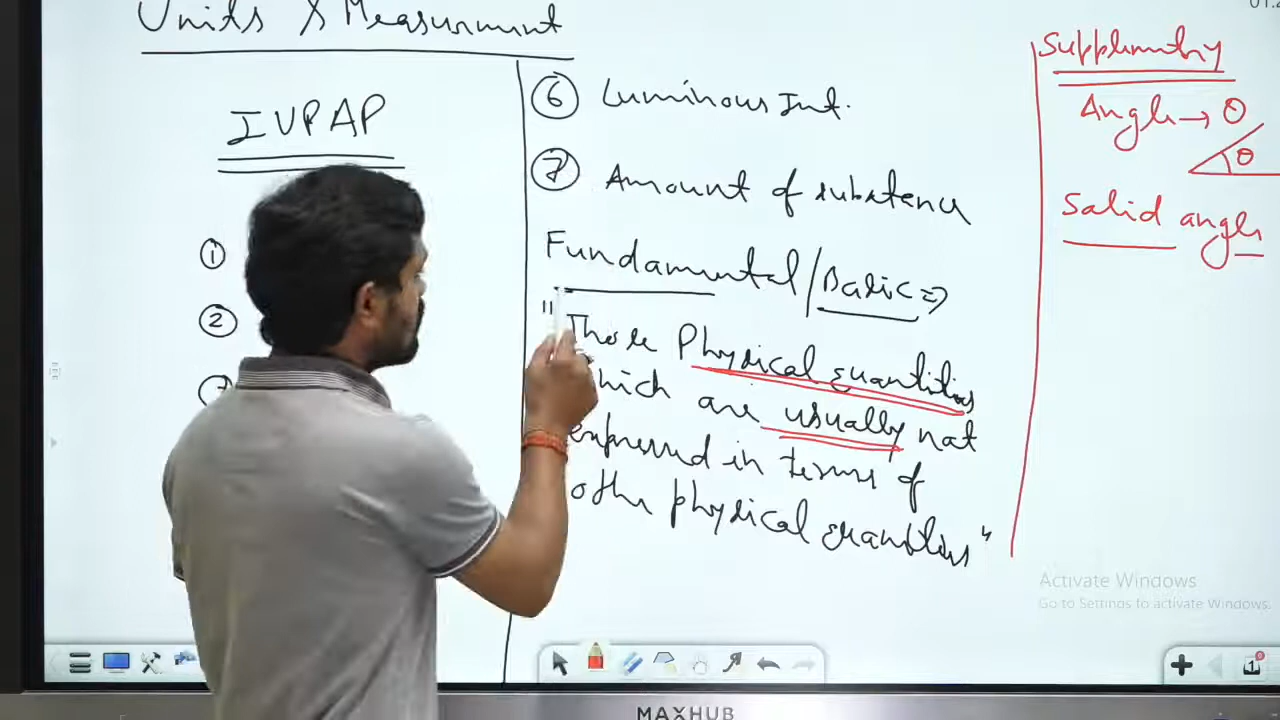 Units & Measurment
IUPAP
①
②
⑥ Luminous Int.
⑦ Amount of substance
Fundamental / Basic ⇒
"Those Physical quantities
which are usually not
expressed in terms of
other physical quantities"
Supplemtry
Angle → θ
θ
Solid angle
Activate Windows
Go to Settings to activate Windows.
MAXHUB